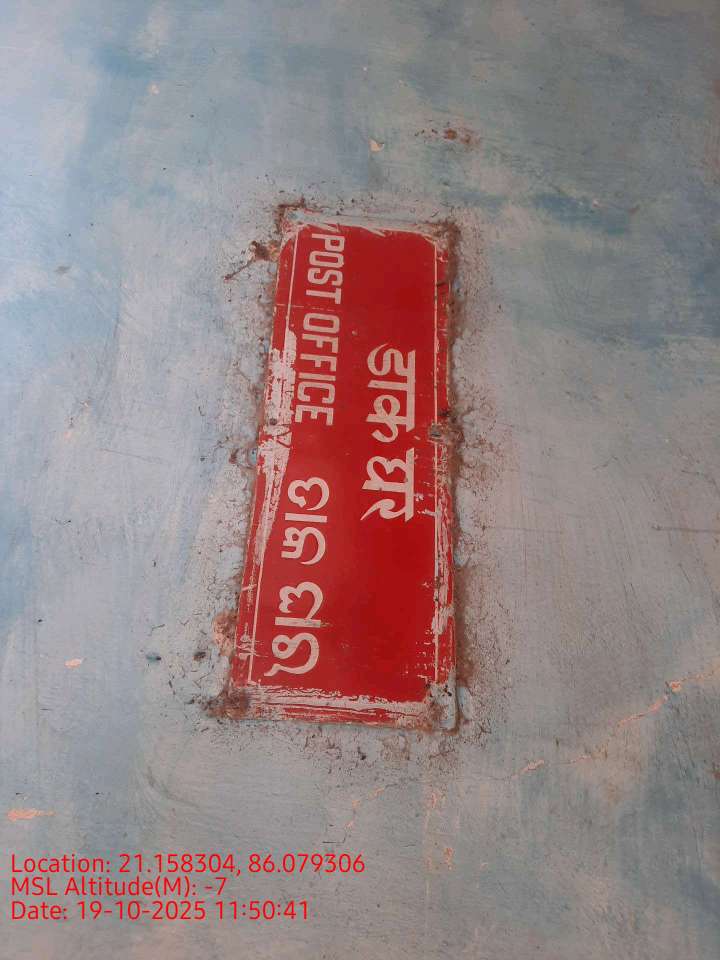 डाक घर
POST OFFICE ଡାକ ଘର
Location: 21.158304, 86.079306
MSL Altitude(M): -7
Date: 19-10-2025 11:50:41